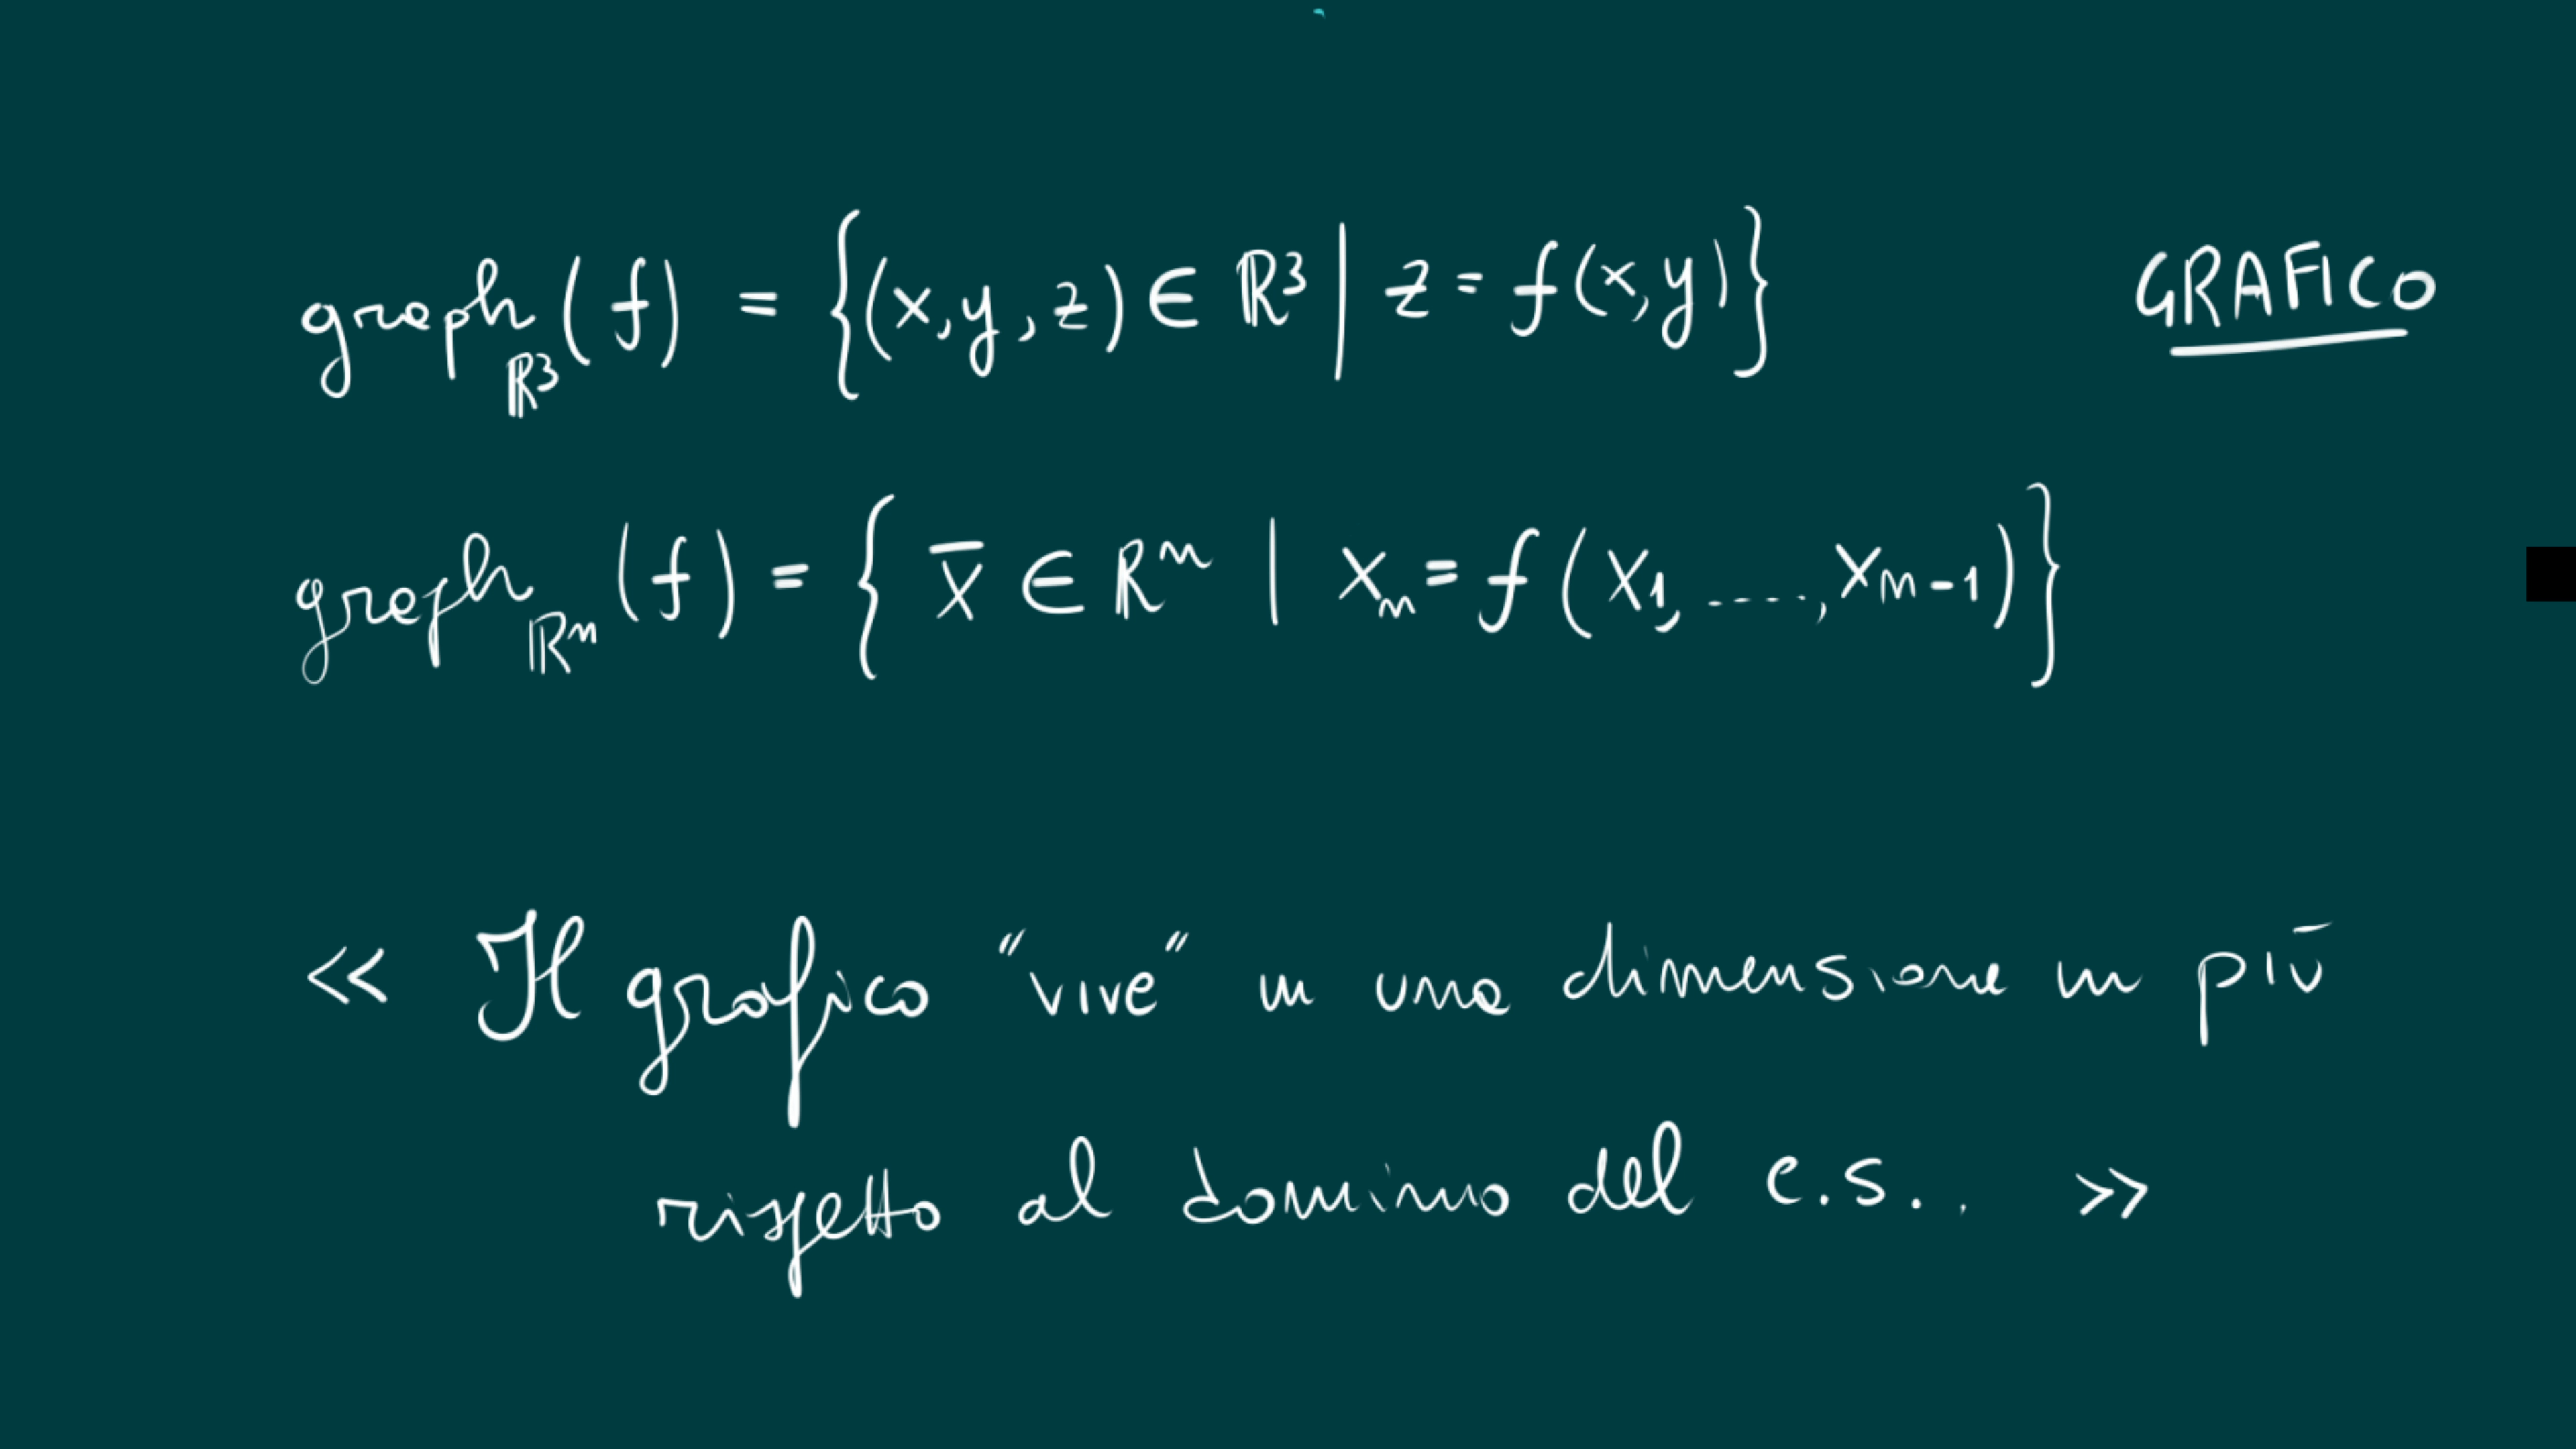 graph_ℝ³(f) = {(x,y,z) ∈ ℝ³ | z = f(x,y)} GRAFICO
graph_ℝⁿ(f) = {x̄ ∈ ℝⁿ | xₙ = f(x₁, ...., xₙ₋₁)}
<< Il grafico "vive" in una dimensione in più
rispetto al dominio del c.s.. >>